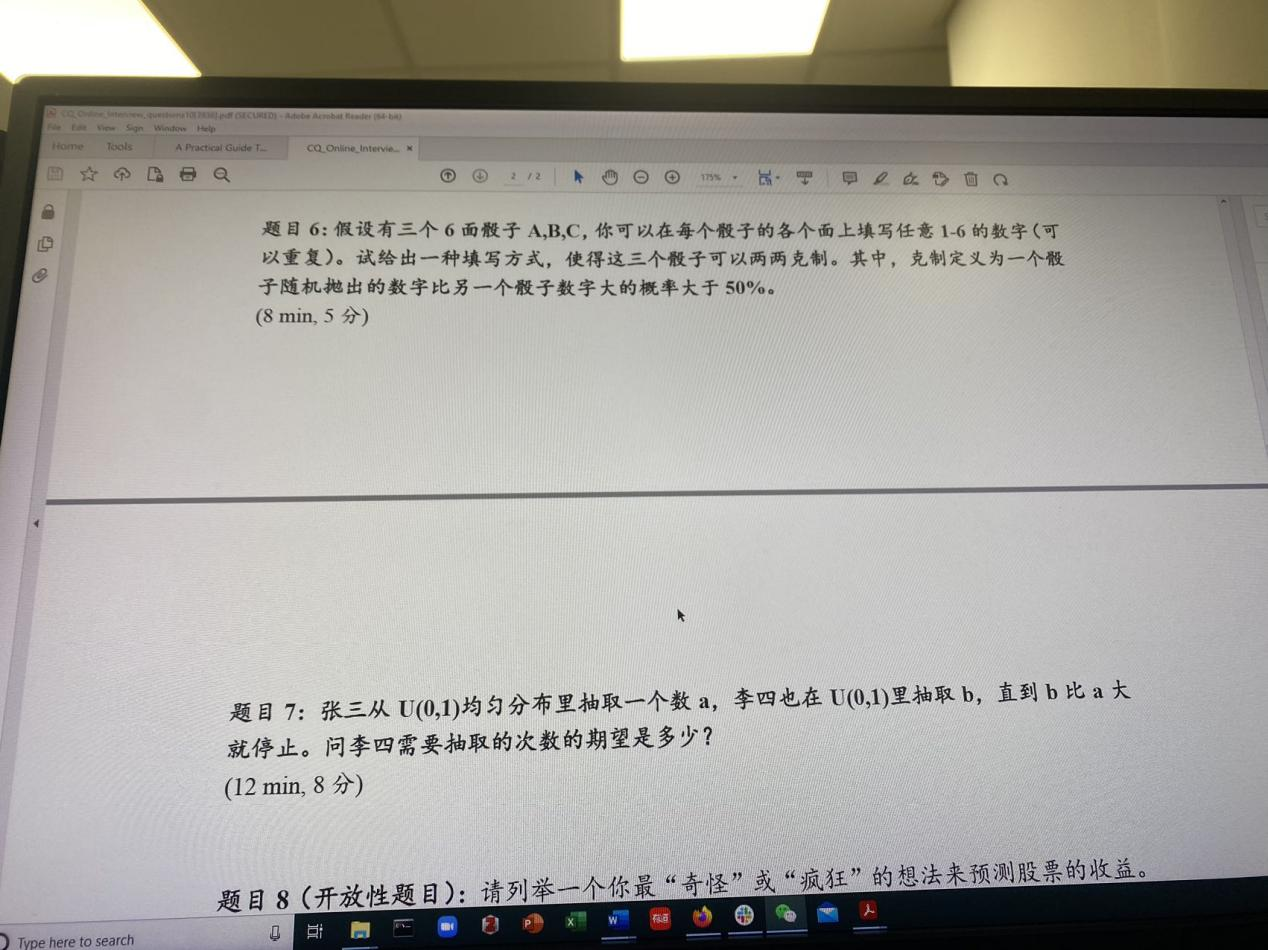 CQ_Online_Interview_questions10[2838].pdf (SECURED) - Adobe Acrobat Reader (64-bit)
File Edit View Sign Window Help
Home Tools A Practical Guide T... CQ_Online_Intervie... ×
2 / 2 175%
题目 6: 假设有三个 6 面骰子 A,B,C, 你可以在每个骰子的各个面上填写任意 1-6 的数字(可
以重复)。试给出一种填写方式，使得这三个骰子可以两两克制。其中，克制定义为一个骰
子随机抛出的数字比另一个骰子数字大的概率大于 50%。
(8 min, 5 分)
题目 7: 张三从 U(0,1)均匀分布里抽取一个数 a，李四也在 U(0,1)里抽取 b，直到 b 比 a 大
就停止。问李四需要抽取的次数的期望是多少?
(12 min, 8 分)
题目 8 (开放性题目): 请列举一个你最“奇怪”或“疯狂”的想法来预测股票的收益。
Type here to search